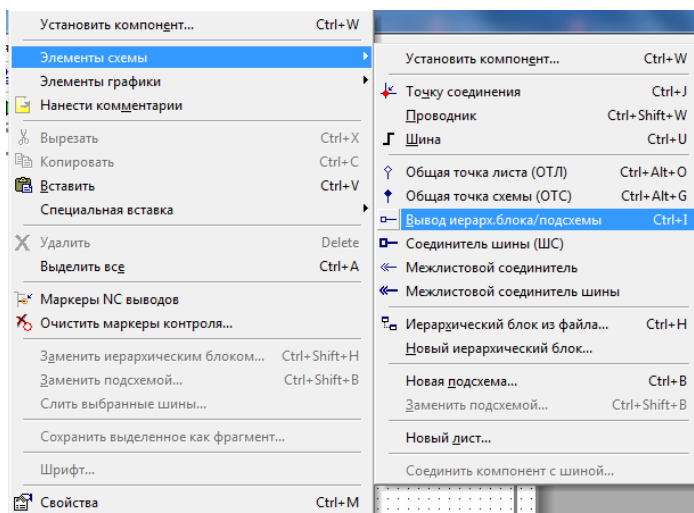 Установить компонент... Ctrl+W
Элементы схемы
Элементы графики
Нанести комментарии
Вырезать Ctrl+X
Копировать Ctrl+C
Вставить Ctrl+V
Специальная вставка
Удалить Delete
Выделить все Ctrl+A
Маркеры NC выводов
Очистить маркеры контроля...
Заменить иерархическим блоком... Ctrl+Shift+H
Заменить подсхемой... Ctrl+Shift+B
Слить выбранные шины...
Сохранить выделенное как фрагмент...
Шрифт...
Свойства Ctrl+M
Установить компонент... Ctrl+W
Точку соединения Ctrl+J
Проводник Ctrl+Shift+W
Шина Ctrl+U
Общая точка листа (ОТЛ) Ctrl+Alt+O
Общая точка схемы (ОТС) Ctrl+Alt+G
Вывод иерарх.блока/подсхемы Ctrl+I
Соединитель шины (ШС)
Межлистовой соединитель
Межлистовой соединитель шины
Иерархический блок из файла... Ctrl+H
Новый иерархический блок...
Новая подсхема... Ctrl+B
Заменить подсхемой... Ctrl+Shift+B
Новый лист...
Соединить компонент с шиной...